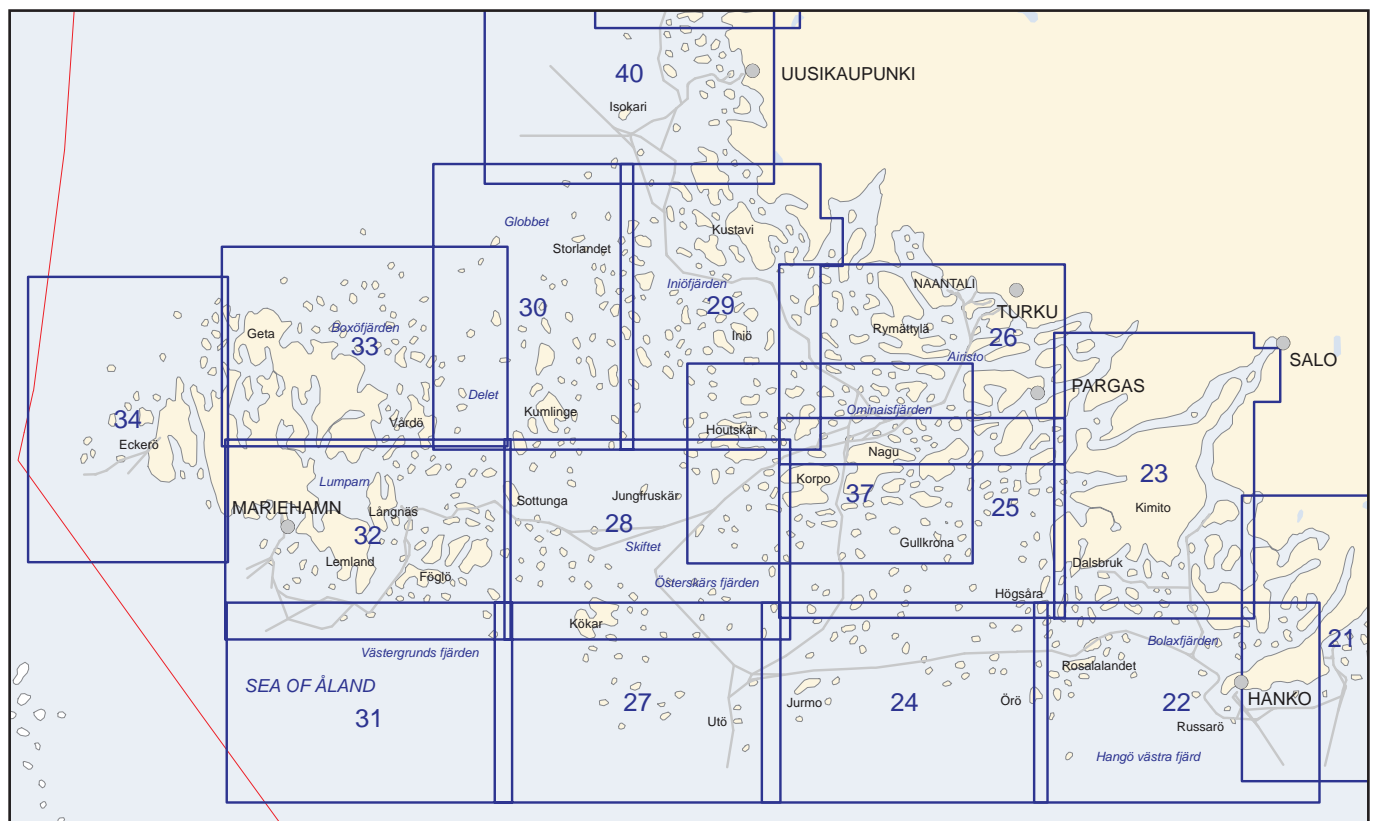 40
UUSIKAUPUNKI
Isokari
Globbet
Kustavi
Storlandet
Iniöfjärden
NAANTALI
30
29
TURKU
Geta
Boxöfjärden
Rymättylä
26
33
Iniö
Airisto
SALO
PARGAS
Delet
Kumlinge
Ominaisfjärden
34
Vårdö
Houtskär
Eckerö
Nagu
23
Lumparn
Korpo
37
Jungfruskär
Sottunga
MARIEHAMN
Långnäs
25
Kimito
28
32
Gullkrona
Skiftet
Lemland
Föglö
Dalsbruk
Österskärs fjärden
Högsåra
Kökar
21
Bolaxfjärden
Västergrunds fjärden
Rosalalandet
SEA OF ÅLAND
27
Jurmo
24
Örö
22
HANKO
31
Utö
Russarö
Hangö västra fjärd